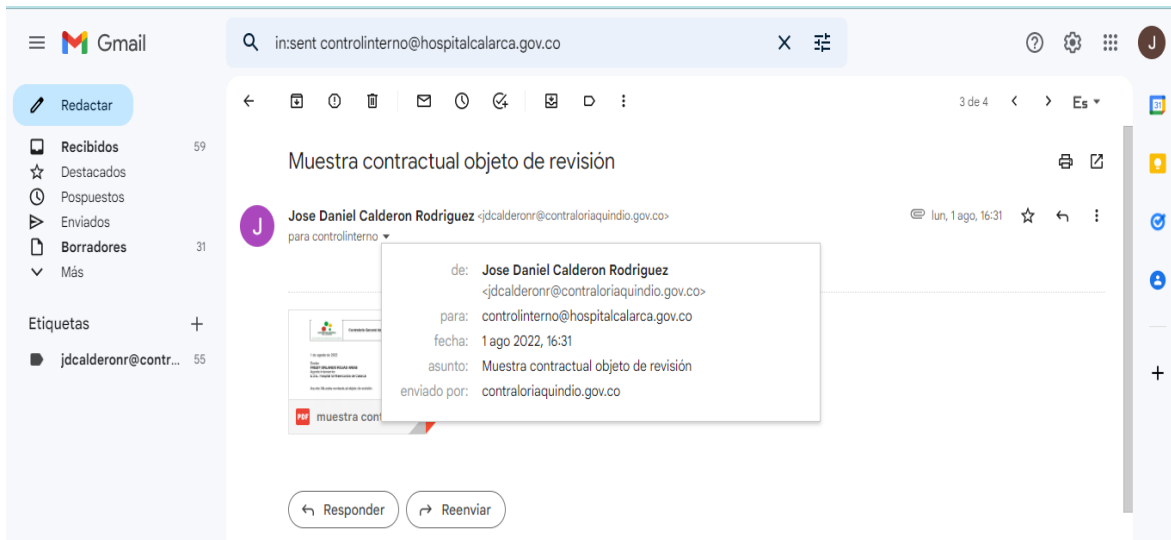 Gmail
in:sent controlinterno@hospitalcalarca.gov.co
J
Redactar
3 de 4
Es
31
Recibidos 59
Destacados
Pospuestos
Enviados
Borradores 31
Más
Etiquetas
jdcalderonr@contr... 55
Muestra contractual objeto de revisión
J
Jose Daniel Calderon Rodriguez <jdcalderonr@contraloriaquindio.gov.co>
lun, 1 ago, 16:31
para controlinterno
de: Jose Daniel Calderon Rodriguez
<jdcalderonr@contraloriaquindio.gov.co>
para: controlinterno@hospitalcalarca.gov.co
fecha: 1 ago 2022, 16:31
asunto: Muestra contractual objeto de revisión
enviado por: contraloriaquindio.gov.co
PDF muestra cont
Responder
Reenviar